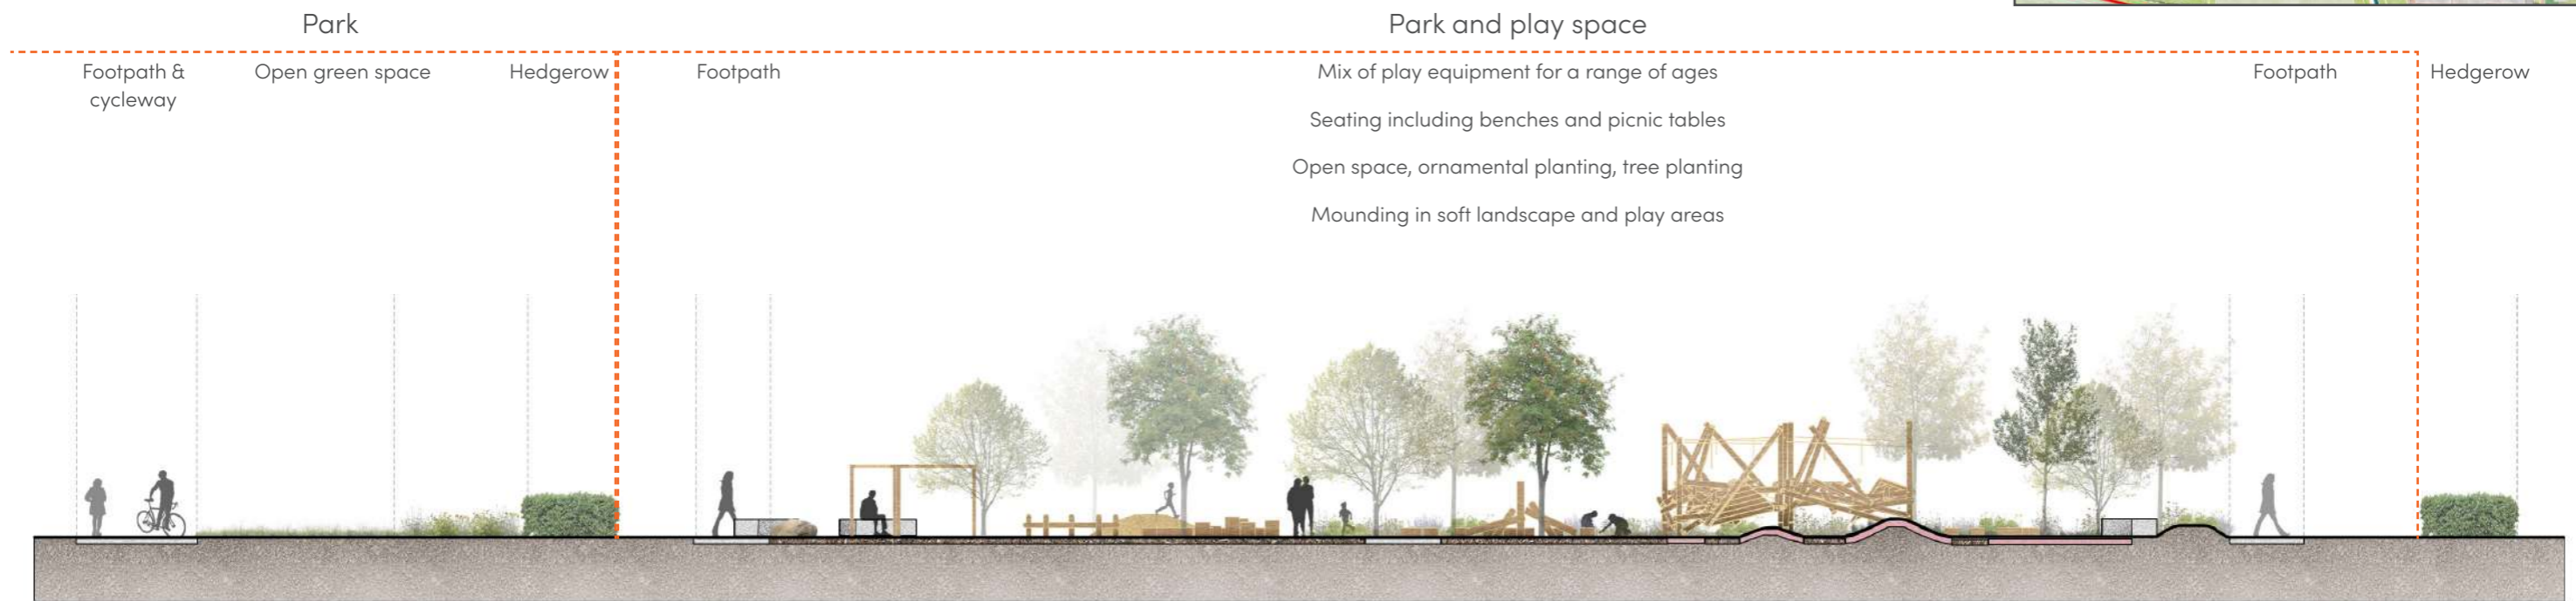 Park
Park and play space
Footpath &
cycleway
Open green space
Hedgerow
Footpath
Mix of play equipment for a range of ages
Seating including benches and picnic tables
Open space, ornamental planting, tree planting
Mounding in soft landscape and play areas
Footpath
Hedgerow